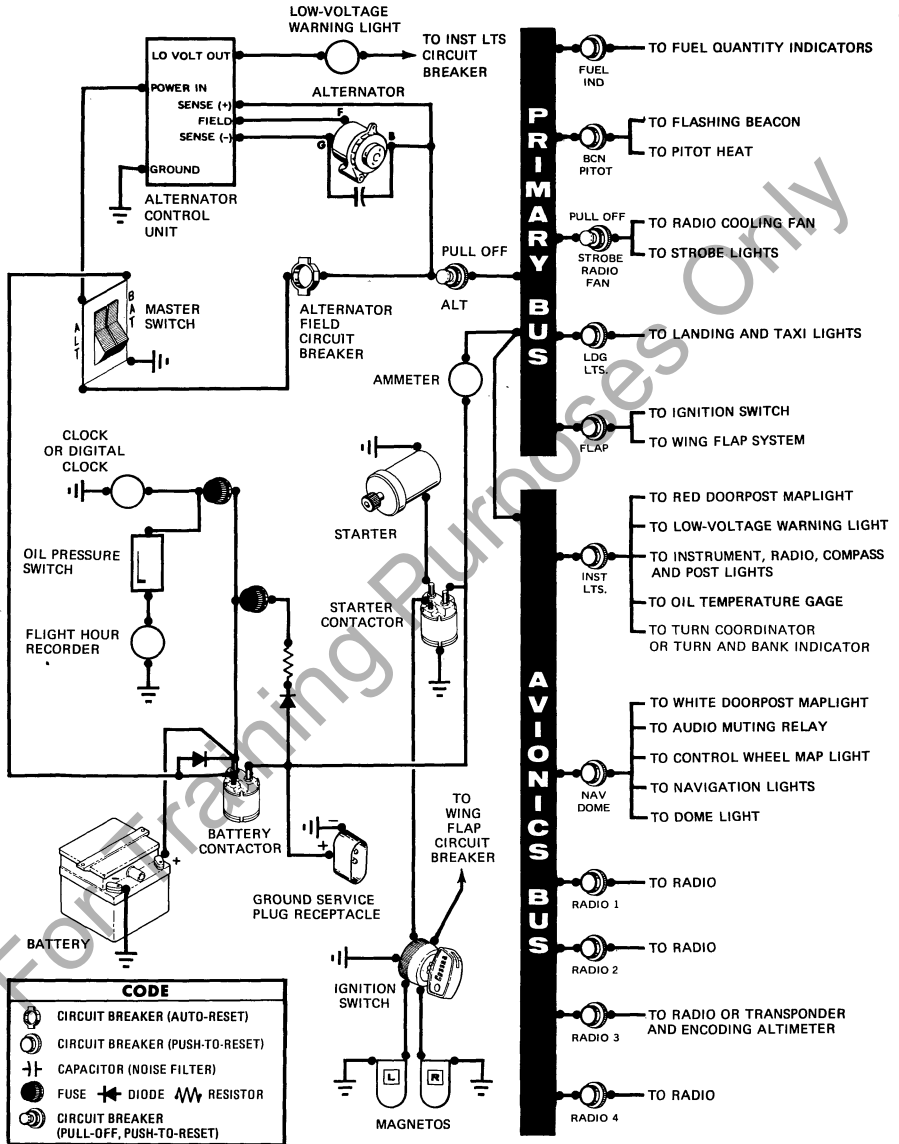 LOW-VOLTAGE
WARNING LIGHT
TO INST LTS
CIRCUIT
BREAKER
LO VOLT OUT
POWER IN
SENSE (+)
FIELD
SENSE (-)
GROUND
ALTERNATOR
F
G
B
ALTERNATOR
CONTROL
UNIT
PULL OFF
ALT
ALTERNATOR
FIELD
CIRCUIT
BREAKER
BAT
ALT
MASTER
SWITCH
AMMETER
CLOCK
OR DIGITAL
CLOCK
OIL PRESSURE
SWITCH
FLIGHT HOUR
RECORDER
STARTER
STARTER
CONTACTOR
BATTERY
CONTACTOR
+
BATTERY
-
+
GROUND SERVICE
PLUG RECEPTACLE
TO
WING
FLAP
CIRCUIT
BREAKER
IGNITION
SWITCH
Cessna
L
R
MAGNETOS
PRIMARY BUS
FUEL
IND
TO FUEL QUANTITY INDICATORS
BCN
PITOT
TO FLASHING BEACON
TO PITOT HEAT
PULL OFF
STROBE
RADIO
FAN
TO RADIO COOLING FAN
TO STROBE LIGHTS
LDG
LTS.
TO LANDING AND TAXI LIGHTS
FLAP
TO IGNITION SWITCH
TO WING FLAP SYSTEM
AVIONICS BUS
INST
LTS.
TO RED DOORPOST MAPLIGHT
TO LOW-VOLTAGE WARNING LIGHT
TO INSTRUMENT, RADIO, COMPASS
AND POST LIGHTS
TO OIL TEMPERATURE GAGE
TO TURN COORDINATOR
OR TURN AND BANK INDICATOR
NAV
DOME
TO WHITE DOORPOST MAPLIGHT
TO AUDIO MUTING RELAY
TO CONTROL WHEEL MAP LIGHT
TO NAVIGATION LIGHTS
TO DOME LIGHT
RADIO 1
TO RADIO
RADIO 2
TO RADIO
RADIO 3
TO RADIO OR TRANSPONDER
AND ENCODING ALTIMETER
RADIO 4
TO RADIO
CODE
CIRCUIT BREAKER (AUTO-RESET)
CIRCUIT BREAKER (PUSH-TO-RESET)
CAPACITOR (NOISE FILTER)
FUSE DIODE RESISTOR
CIRCUIT BREAKER
(PULL-OFF, PUSH-TO-RESET)
For Training Purposes Only